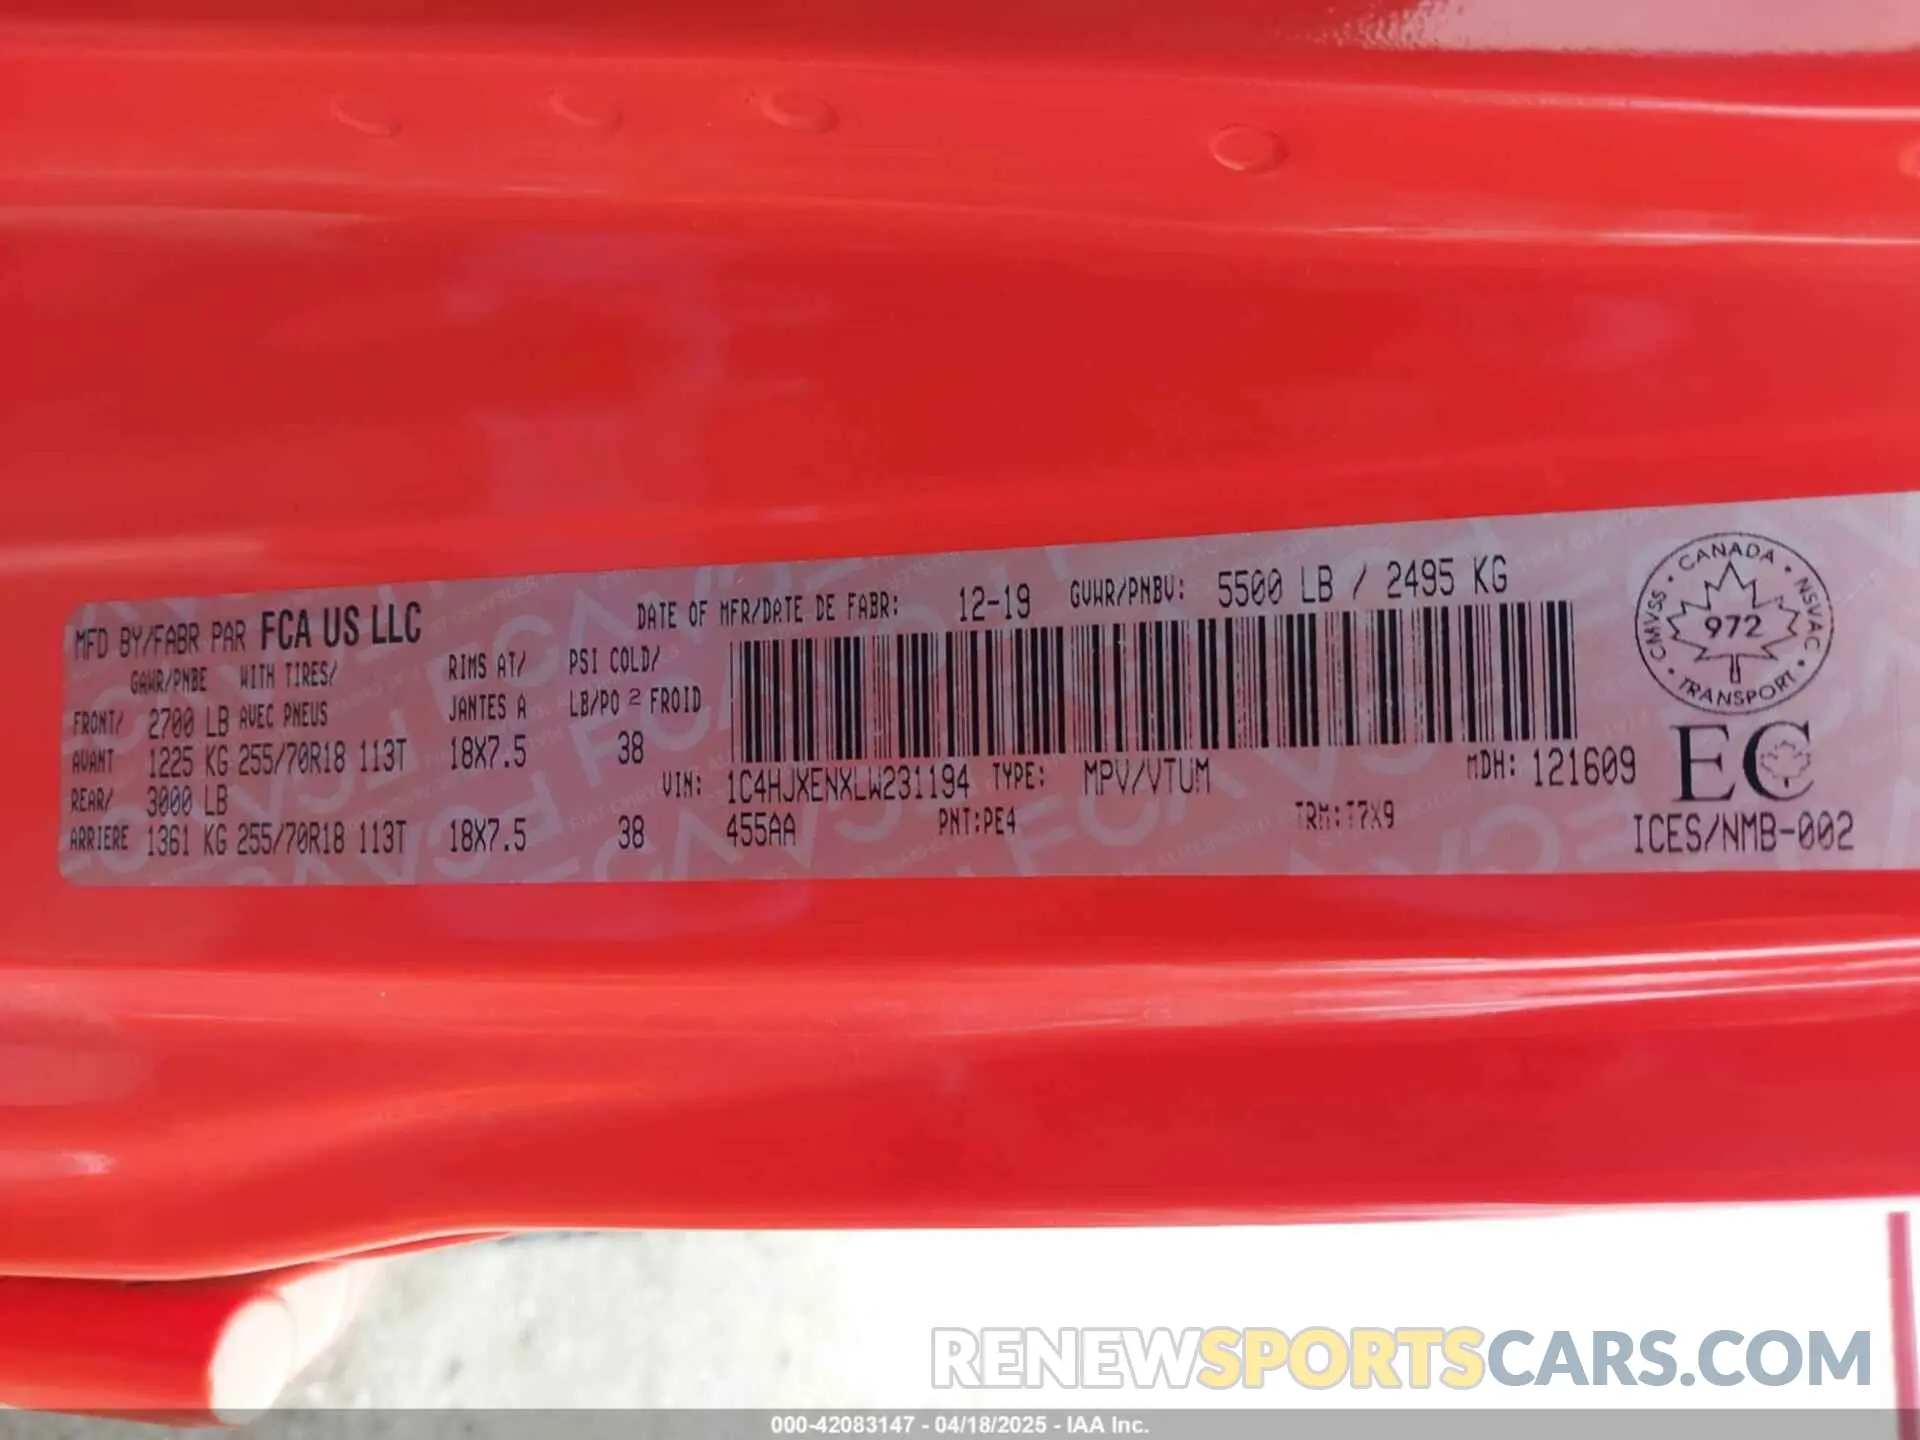 MFD BY/FABR PAR FCA US LLC DATE OF MFR/DATE DE FABR: 12-19 GVWR/PNBV: 5500 LB / 2495 KG
GAWR/PNBE WITH TIRES/ RIMS AT/ PSI COLD/
FRONT/ 2700 LB AVEC PNEUS JANTES A LB/PO 2 FROID
AVANT 1225 KG 255/70R18 113T 18X7.5 38
REAR/ 3000 LB VIN: 1C4HJXENXLW231194 TYPE: MPV/VTUM MDH: 121609
ARRIERE 1361 KG 255/70R18 113T 18X7.5 38 455AA PNT:PE4 TRM:T7X9
CANADA
CMVSS · NSVAC
972
TRANSPORT
EC
ICES/NMB-002
RENEWSPORTSCARS.COM
000-42083147 - 04/18/2025 - IAA Inc.